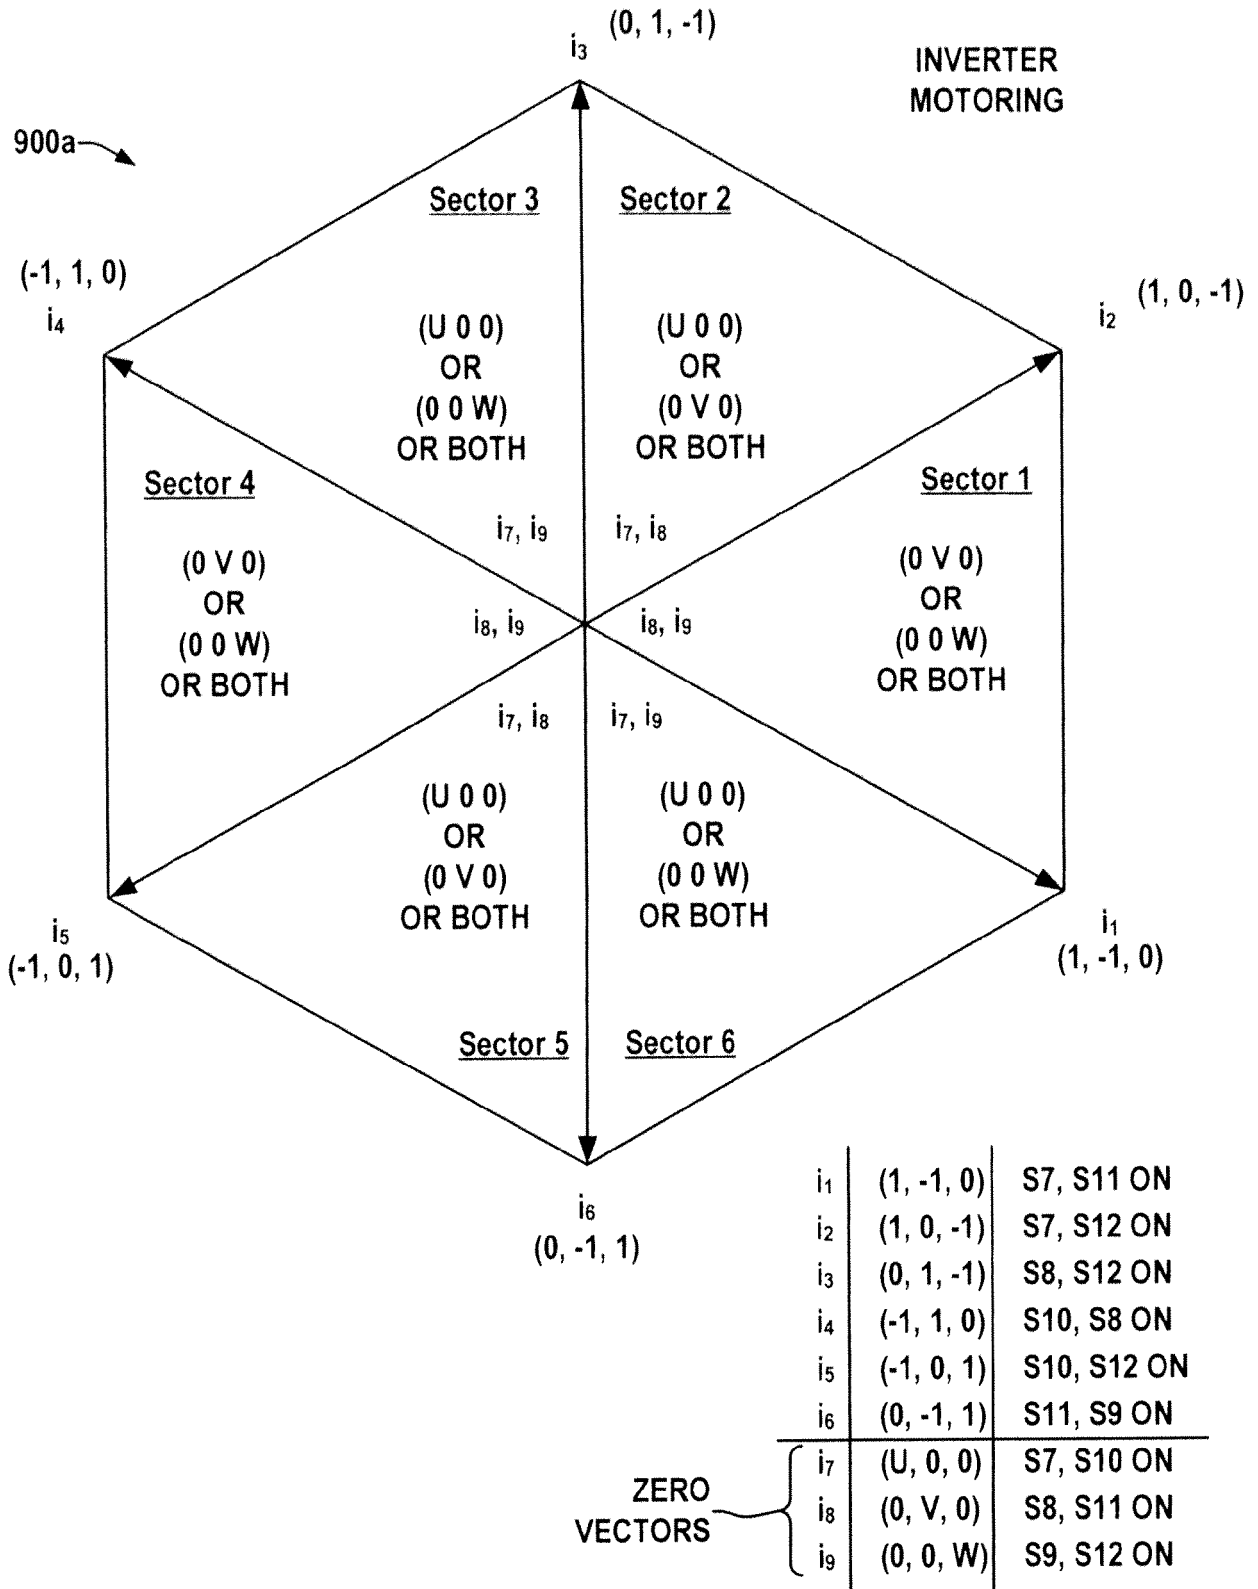 i3 (0, 1, -1)
INVERTER
MOTORING
900a
Sector 3
Sector 2
(-1, 1, 0)
i4
(1, 0, -1)
i2
(U 0 0)
OR
(0 0 W)
OR BOTH
(U 0 0)
OR
(0 V 0)
OR BOTH
Sector 4
Sector 1
i7, i9
i7, i8
(0 V 0)
OR
(0 0 W)
OR BOTH
(0 V 0)
OR
(0 0 W)
OR BOTH
i8, i9
i8, i9
i7, i8
i7, i9
(U 0 0)
OR
(0 V 0)
OR BOTH
(U 0 0)
OR
(0 0 W)
OR BOTH
i5
(-1, 0, 1)
i1
(1, -1, 0)
Sector 5
Sector 6
i6
(0, -1, 1)
i1 (1, -1, 0) S7, S11 ON
i2 (1, 0, -1) S7, S12 ON
i3 (0, 1, -1) S8, S12 ON
i4 (-1, 1, 0) S10, S8 ON
i5 (-1, 0, 1) S10, S12 ON
i6 (0, -1, 1) S11, S9 ON
ZERO
VECTORS
i7 (U, 0, 0) S7, S10 ON
i8 (0, V, 0) S8, S11 ON
i9 (0, 0, W) S9, S12 ON